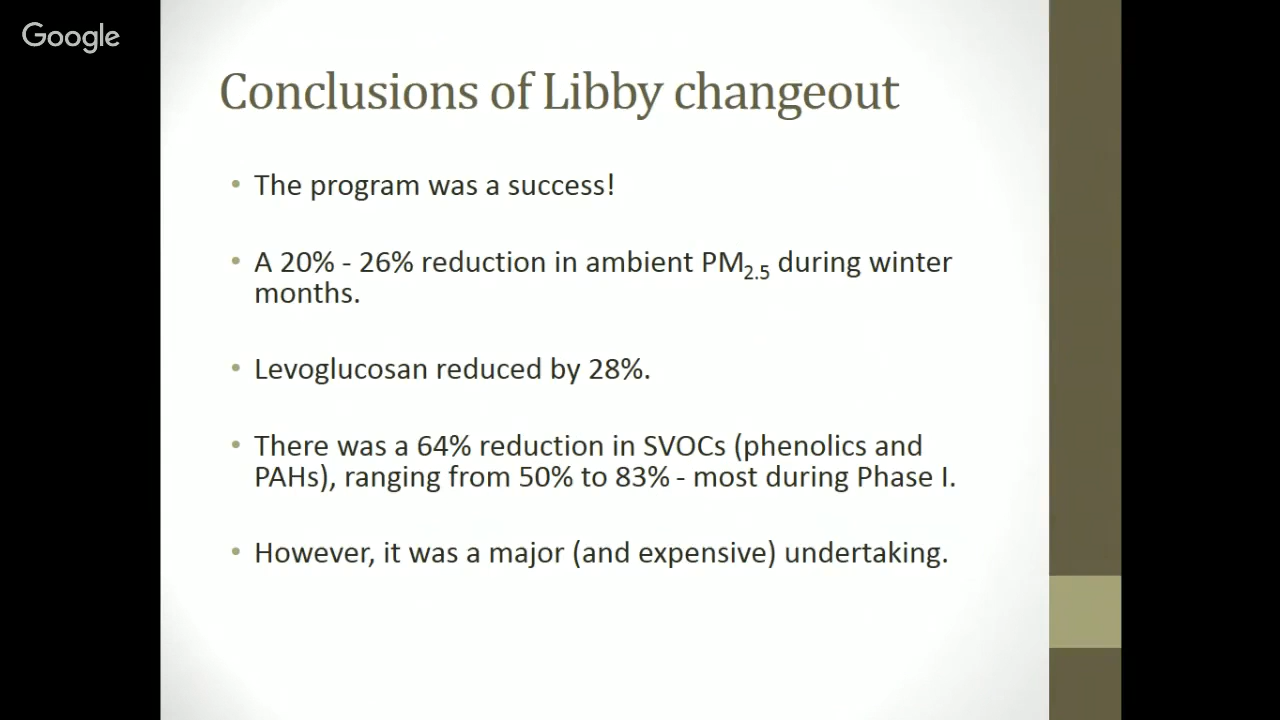 Google
Conclusions of Libby changeout
• The program was a success!
• A 20% - 26% reduction in ambient PM2.5 during winter
months.
• Levoglucosan reduced by 28%.
• There was a 64% reduction in SVOCs (phenolics and
PAHs), ranging from 50% to 83% - most during Phase I.
• However, it was a major (and expensive) undertaking.